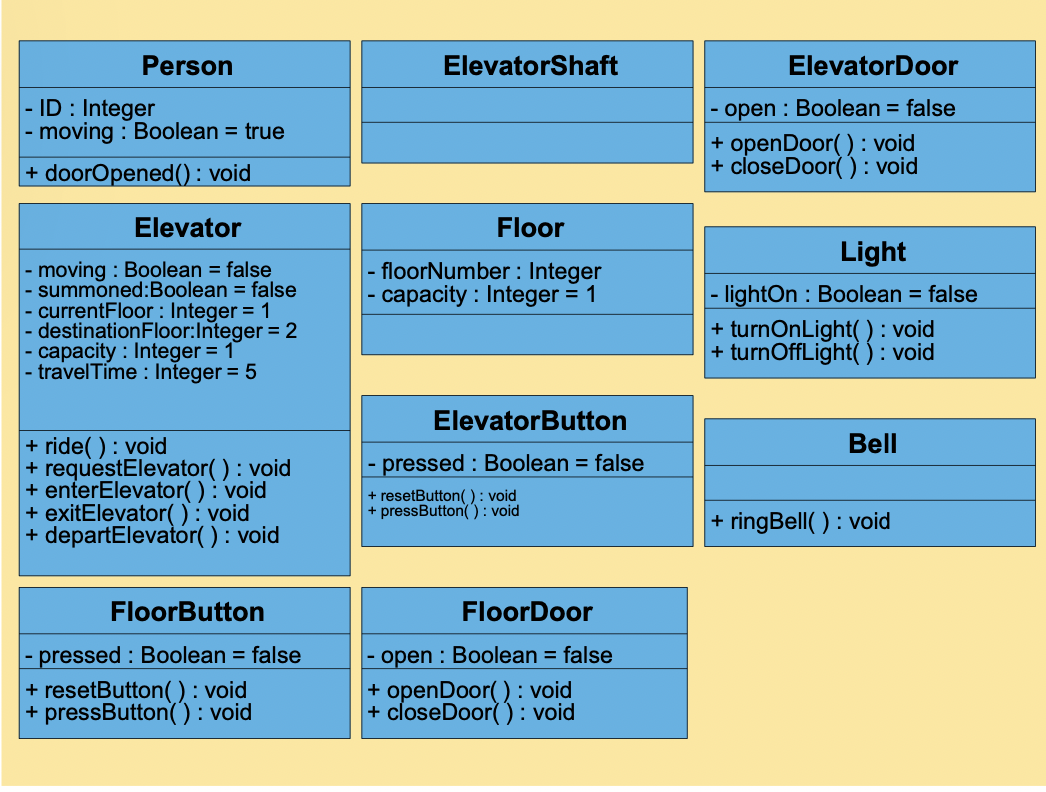 Person
- ID : Integer
- moving : Boolean = true
+ doorOpened() : void
ElevatorShaft
ElevatorDoor
- open : Boolean = false
+ openDoor( ) : void
+ closeDoor( ) : void
Elevator
- moving : Boolean = false
- summoned:Boolean = false
- currentFloor : Integer = 1
- destinationFloor:Integer = 2
- capacity : Integer = 1
- travelTime : Integer = 5
+ ride( ) : void
+ requestElevator( ) : void
+ enterElevator( ) : void
+ exitElevator( ) : void
+ departElevator( ) : void
Floor
- floorNumber : Integer
- capacity : Integer = 1
Light
- lightOn : Boolean = false
+ turnOnLight( ) : void
+ turnOffLight( ) : void
ElevatorButton
- pressed : Boolean = false
+ resetButton( ) : void
+ pressButton( ) : void
Bell
+ ringBell( ) : void
FloorButton
- pressed : Boolean = false
+ resetButton( ) : void
+ pressButton( ) : void
FloorDoor
- open : Boolean = false
+ openDoor( ) : void
+ closeDoor( ) : void